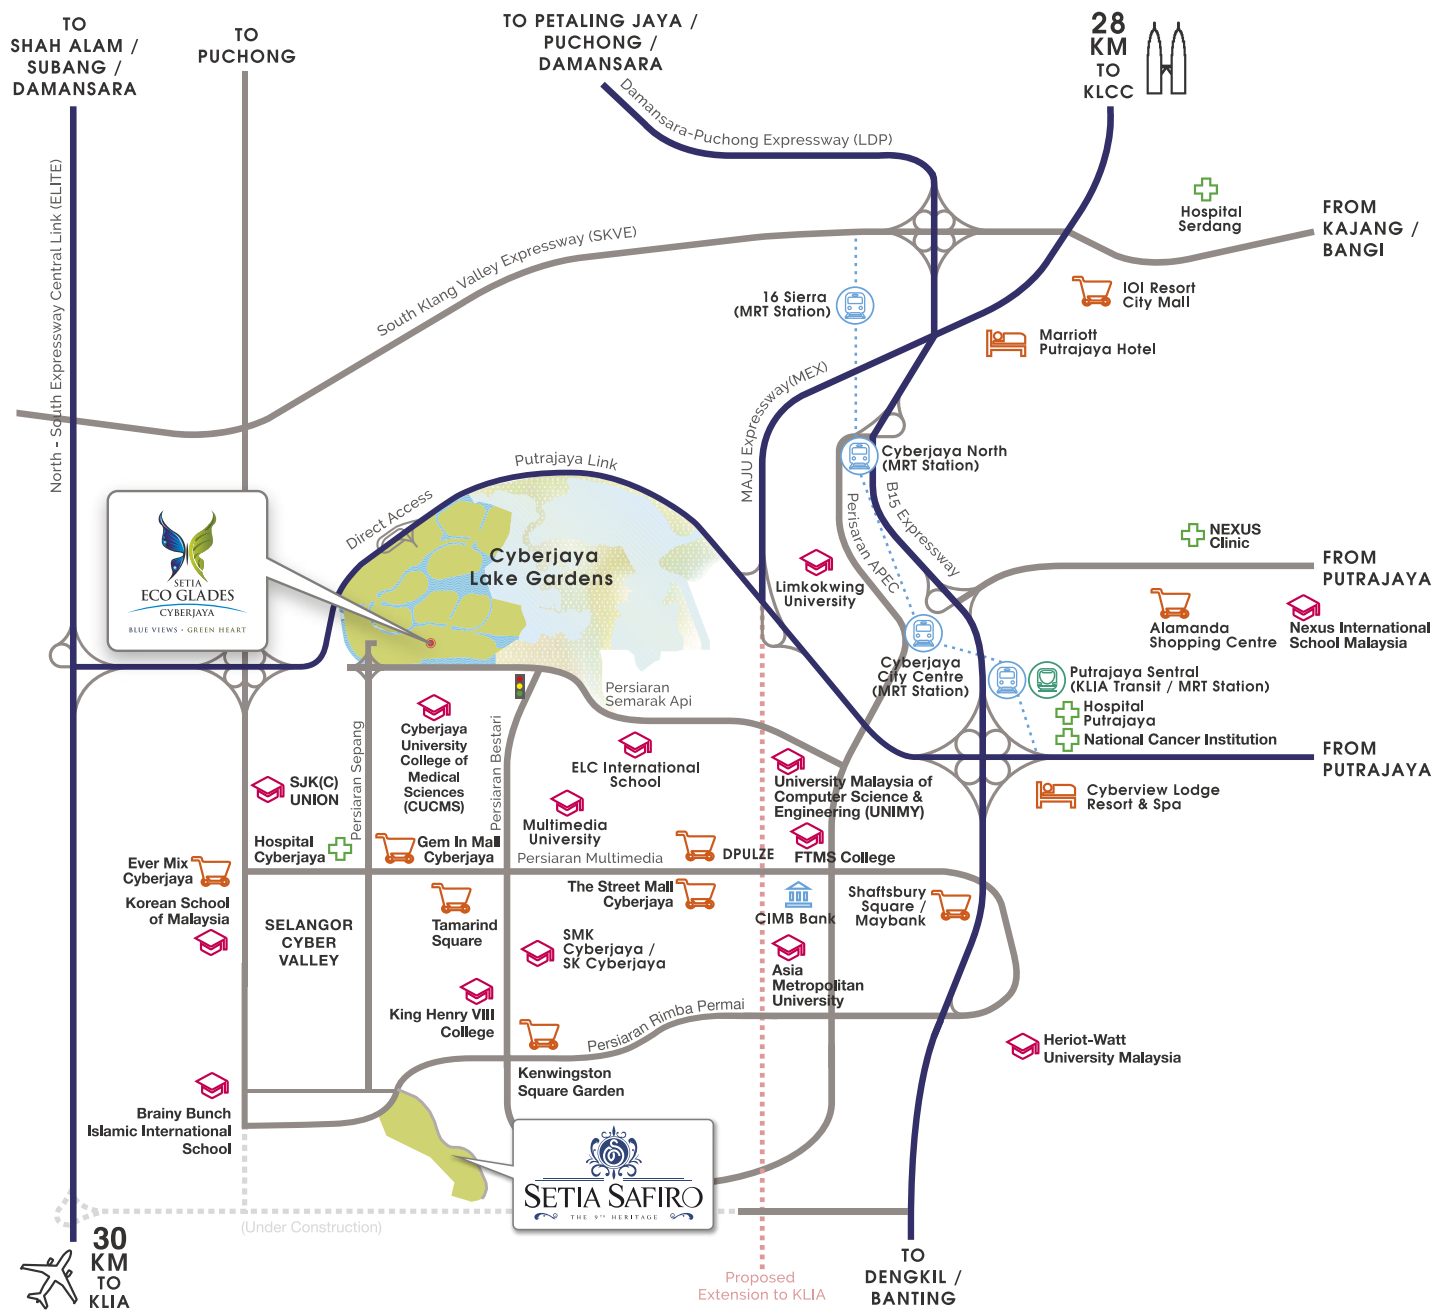 TO
SHAH ALAM /
SUBANG /
DAMANSARA
TO
PUCHONG
TO PETALING JAYA /
PUCHONG /
DAMANSARA
28
KM
TO
KLCC
Damansara-Puchong Expressway (LDP)
North - South Expressway Central Link (ELITE)
South Klang Valley Expressway (SKVE)
Hospital
Serdang
FROM
KAJANG /
BANGI
16 Sierra
(MRT Station)
IOI Resort
City Mall
Marriott
Putrajaya Hotel
MAJU Expressway(MEX)
Putrajaya Link
Direct Access
Cyberjaya North
(MRT Station)
Perisaran APEC
B15 Expressway
SETIA
ECO GLADES
CYBERJAYA
BLUE VIEWS • GREEN HEART
Cyberjaya
Lake Gardens
Limkokwing
University
NEXUS
Clinic
FROM
PUTRAJAYA
Alamanda
Shopping Centre
Nexus International
School Malaysia
Cyberjaya
City Centre
(MRT Station)
Putrajaya Sentral
(KLIA Transit / MRT Station)
Hospital
Putrajaya
National Cancer Institution
FROM
PUTRAJAYA
Persiaran
Semarak Api
Persiaran Sepang
Persiaran Bestari
Cyberjaya
University
College of
Medical
Sciences
(CUCMS)
ELC International
School
SJK(C)
UNION
University Malaysia of
Computer Science &
Engineering (UNIMY)
Cyberview Lodge
Resort & Spa
Multimedia
University
Hospital
Cyberjaya
Gem In Mall
Cyberjaya
Persiaran Multimedia
DPULZE
FTMS College
Ever Mix
Cyberjaya
Korean School
of Malaysia
The Street Mall
Cyberjaya
CIMB Bank
Shaftsbury
Square /
Maybank
SELANGOR
CYBER
VALLEY
Tamarind
Square
SMK
Cyberjaya /
SK Cyberjaya
Asia
Metropolitan
University
King Henry VIII
College
Persiaran Rimba Permai
Heriot-Watt
University Malaysia
Kenwingston
Square Garden
Brainy Bunch
Islamic International
School
SETIA SAFIRO
THE 9TH HERITAGE
(Under Construction)
30
KM
TO
KLIA
Proposed
Extension to KLIA
TO
DENGKIL /
BANTING